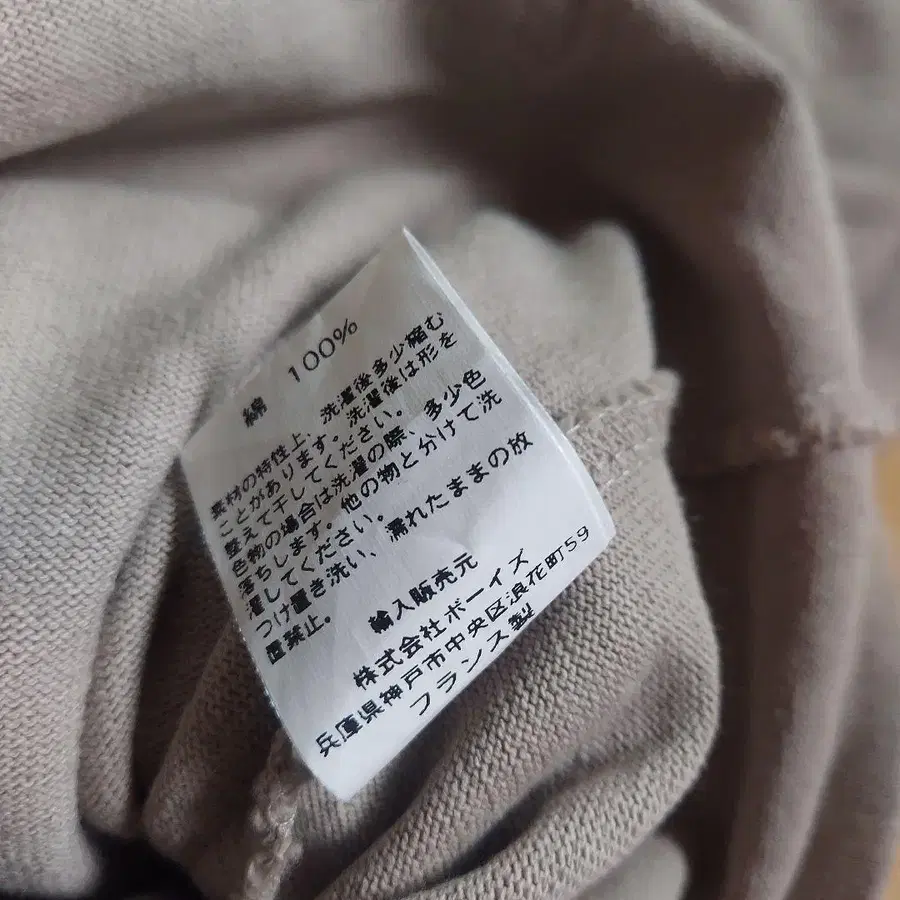 綿 100%
素材の特性上、洗濯後多少縮む
ことがあります。洗濯後は形を
整えて干してください。
色物の場合は洗濯の際、多少色
落ちします。他の物と分けて洗
濯してください。
つけ置き洗い、濡れたままの放
置禁止。
輸入販売元
株式会社ボーイズ
兵庫県神戸市中央区浪花町59
フランス製